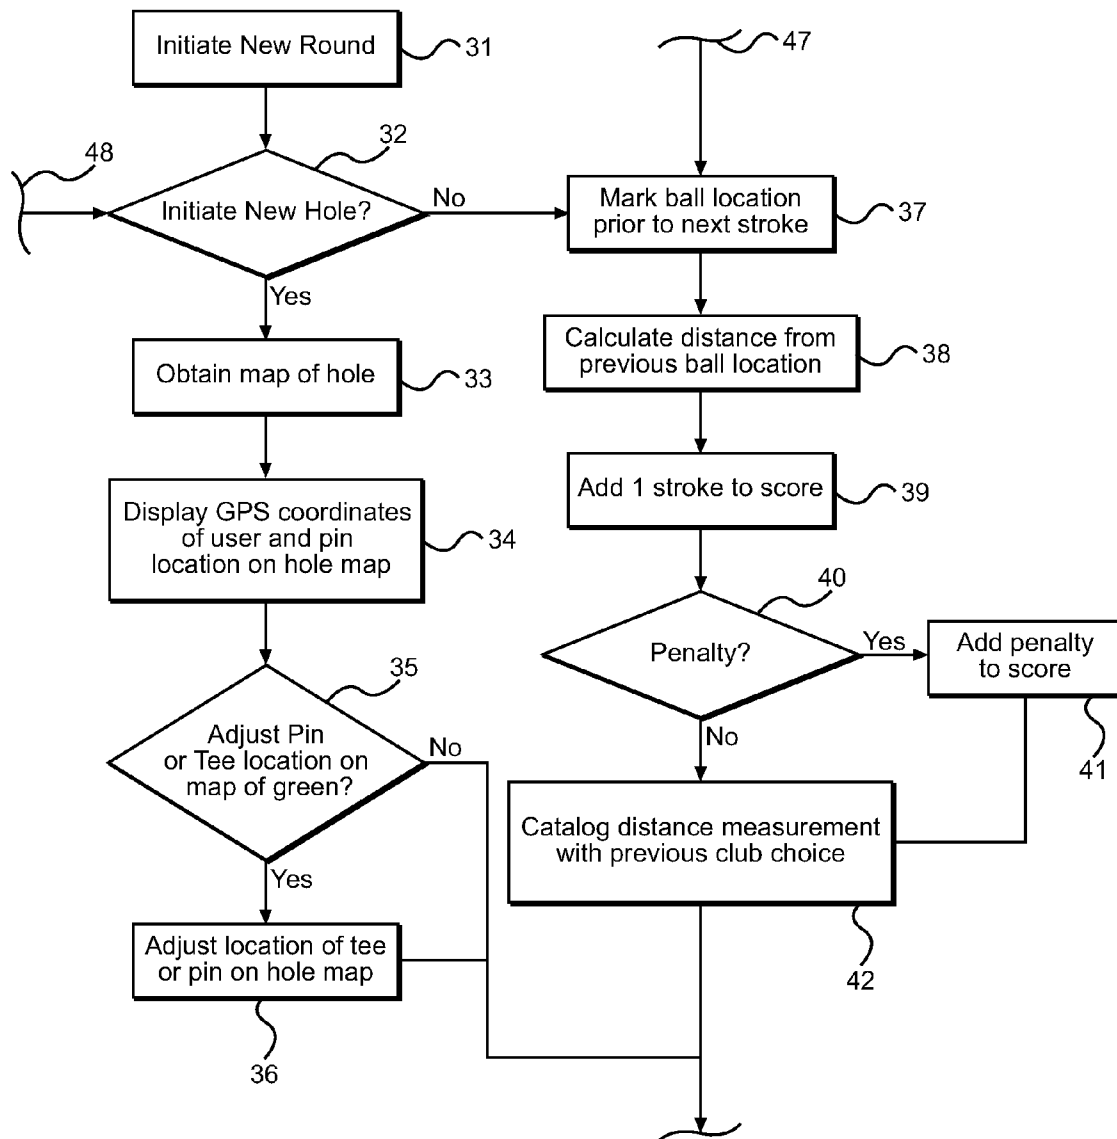 Initiate New Round
31
47
48
32
Initiate New Hole?
No
Yes
Mark ball location
prior to next stroke
37
Obtain map of hole
33
Calculate distance from
previous ball location
38
Display GPS coordinates
of user and pin
location on hole map
34
Add 1 stroke to score
39
40
Penalty?
Yes
No
Add penalty
to score
41
35
Adjust Pin
or Tee location on
map of green?
No
Yes
Catalog distance measurement
with previous club choice
42
Adjust location of tee
or pin on hole map
36